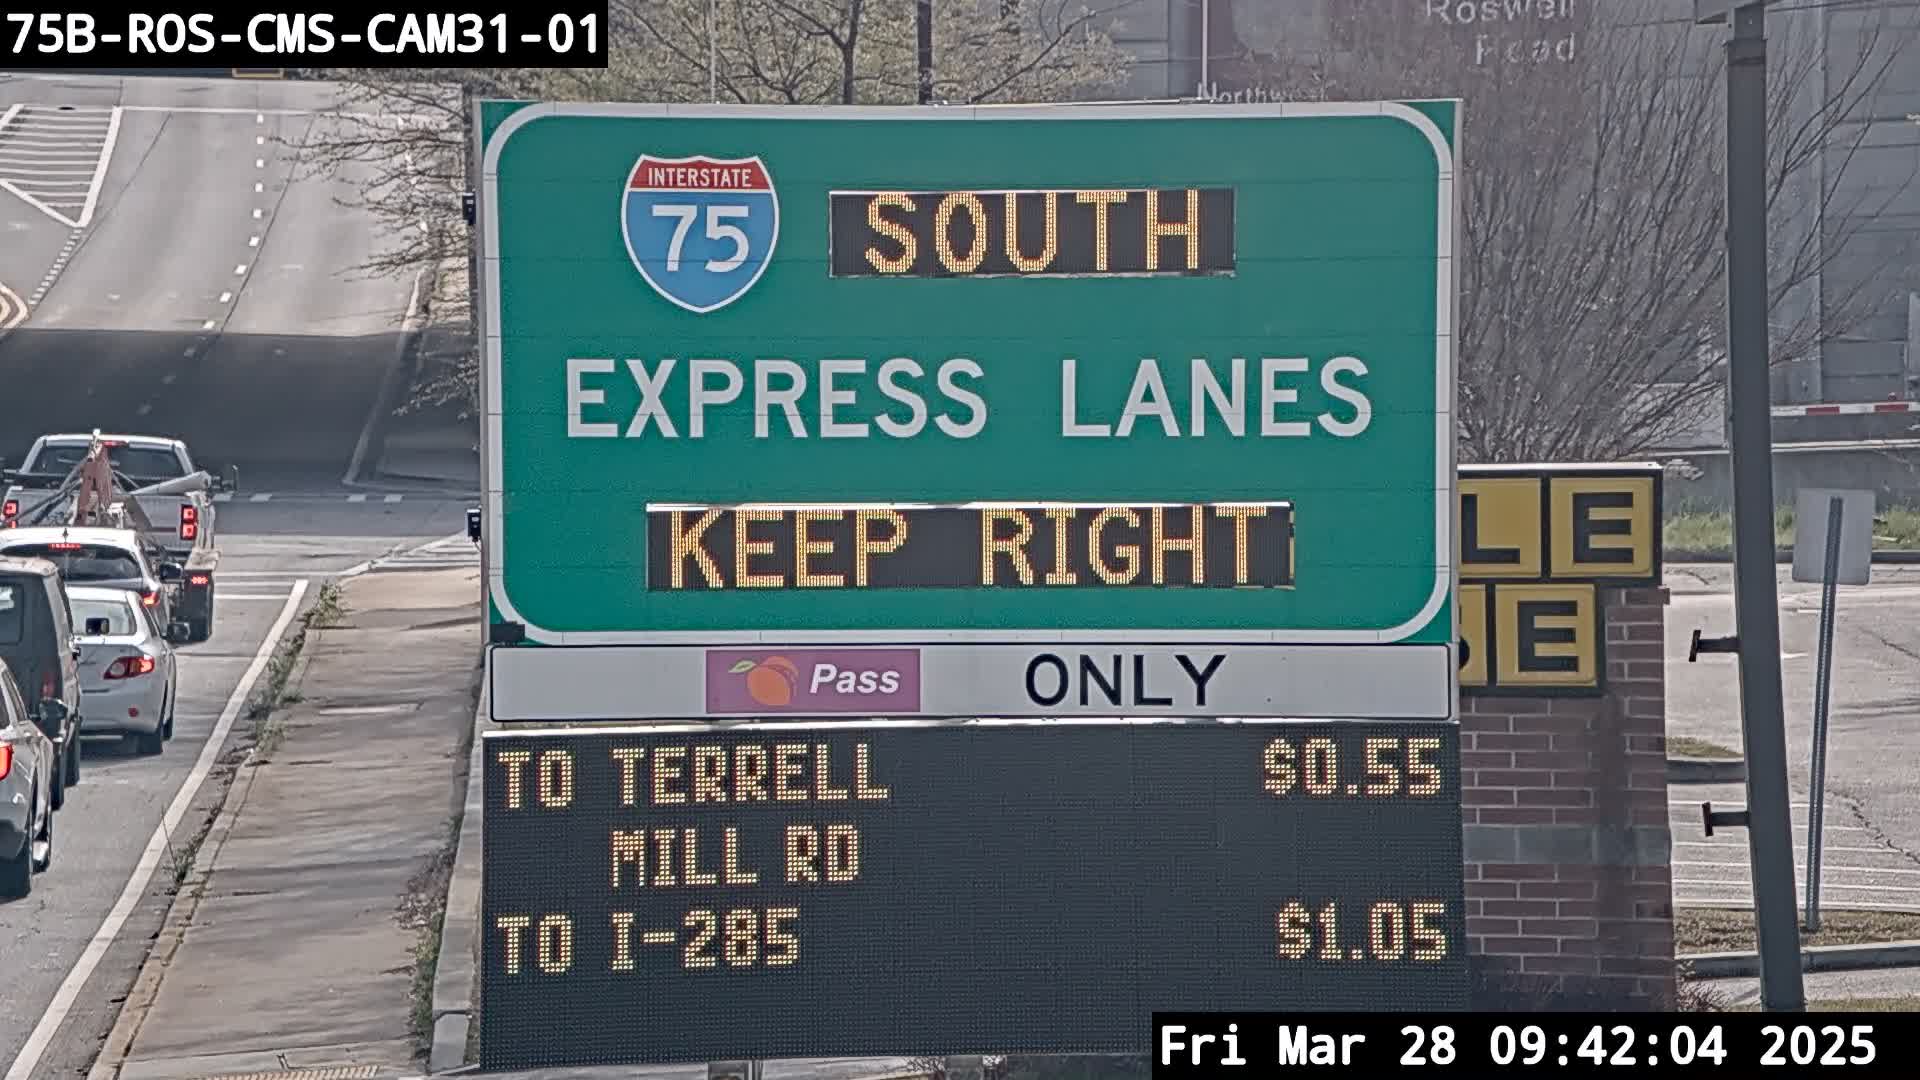 75B-ROS-CMS-CAM31-01
Roswell
Road
INTERSTATE
75
SOUTH
EXPRESS LANES
KEEP RIGHT
LE
E
Pass ONLY
TO TERRELL $0.55
MILL RD
TO I-285 $1.05
Fri Mar 28 09:42:04 2025